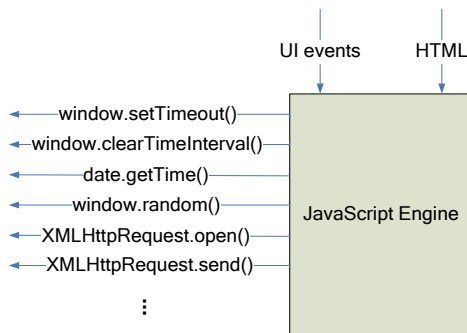 UI events
HTML
window.setTimeout()
window.clearTimeInterval()
date.getTime()
window.random()
XMLHttpRequest.open()
XMLHttpRequest.send()
JavaScript Engine
⋮